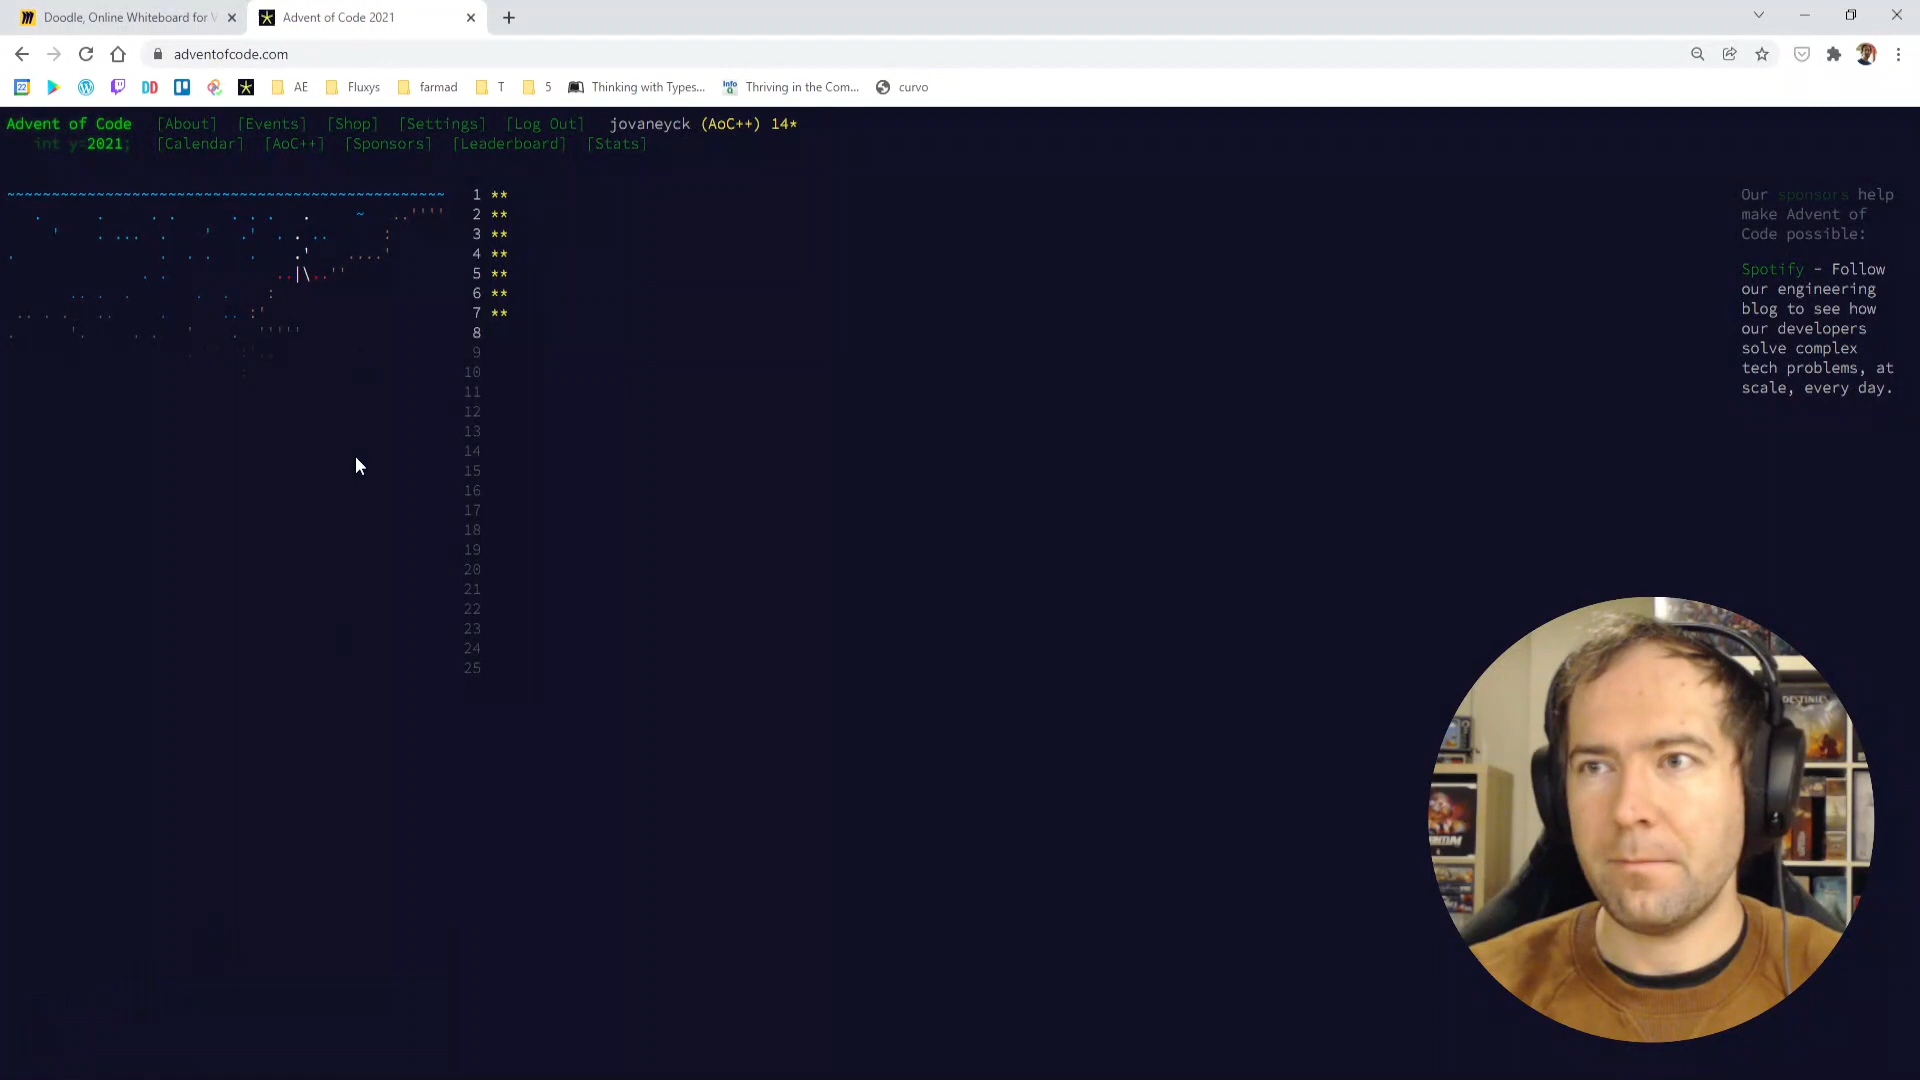 Doodle, Online Whiteboard for
Advent of Code 2021
adventofcode.com
AE
Fluxys
farmad
T
5
Thinking with Types...
Thriving in the Com...
curvo
Advent of Code [About] [Events] [Shop] [Settings] [Log Out] jovaneyck (AoC++) 14*
int y=2021; [Calendar] [AoC++] [Sponsors] [Leaderboard] [Stats]
1 **
2 **
3 **
4 **
5 **
6 **
7 **
8
9
10
11
12
13
14
15
16
17
18
19
20
21
22
23
24
25
Our sponsors help
make Advent of
Code possible:
Spotify - Follow
our engineering
blog to see how
our developers
solve complex
tech problems, at
scale, every day.